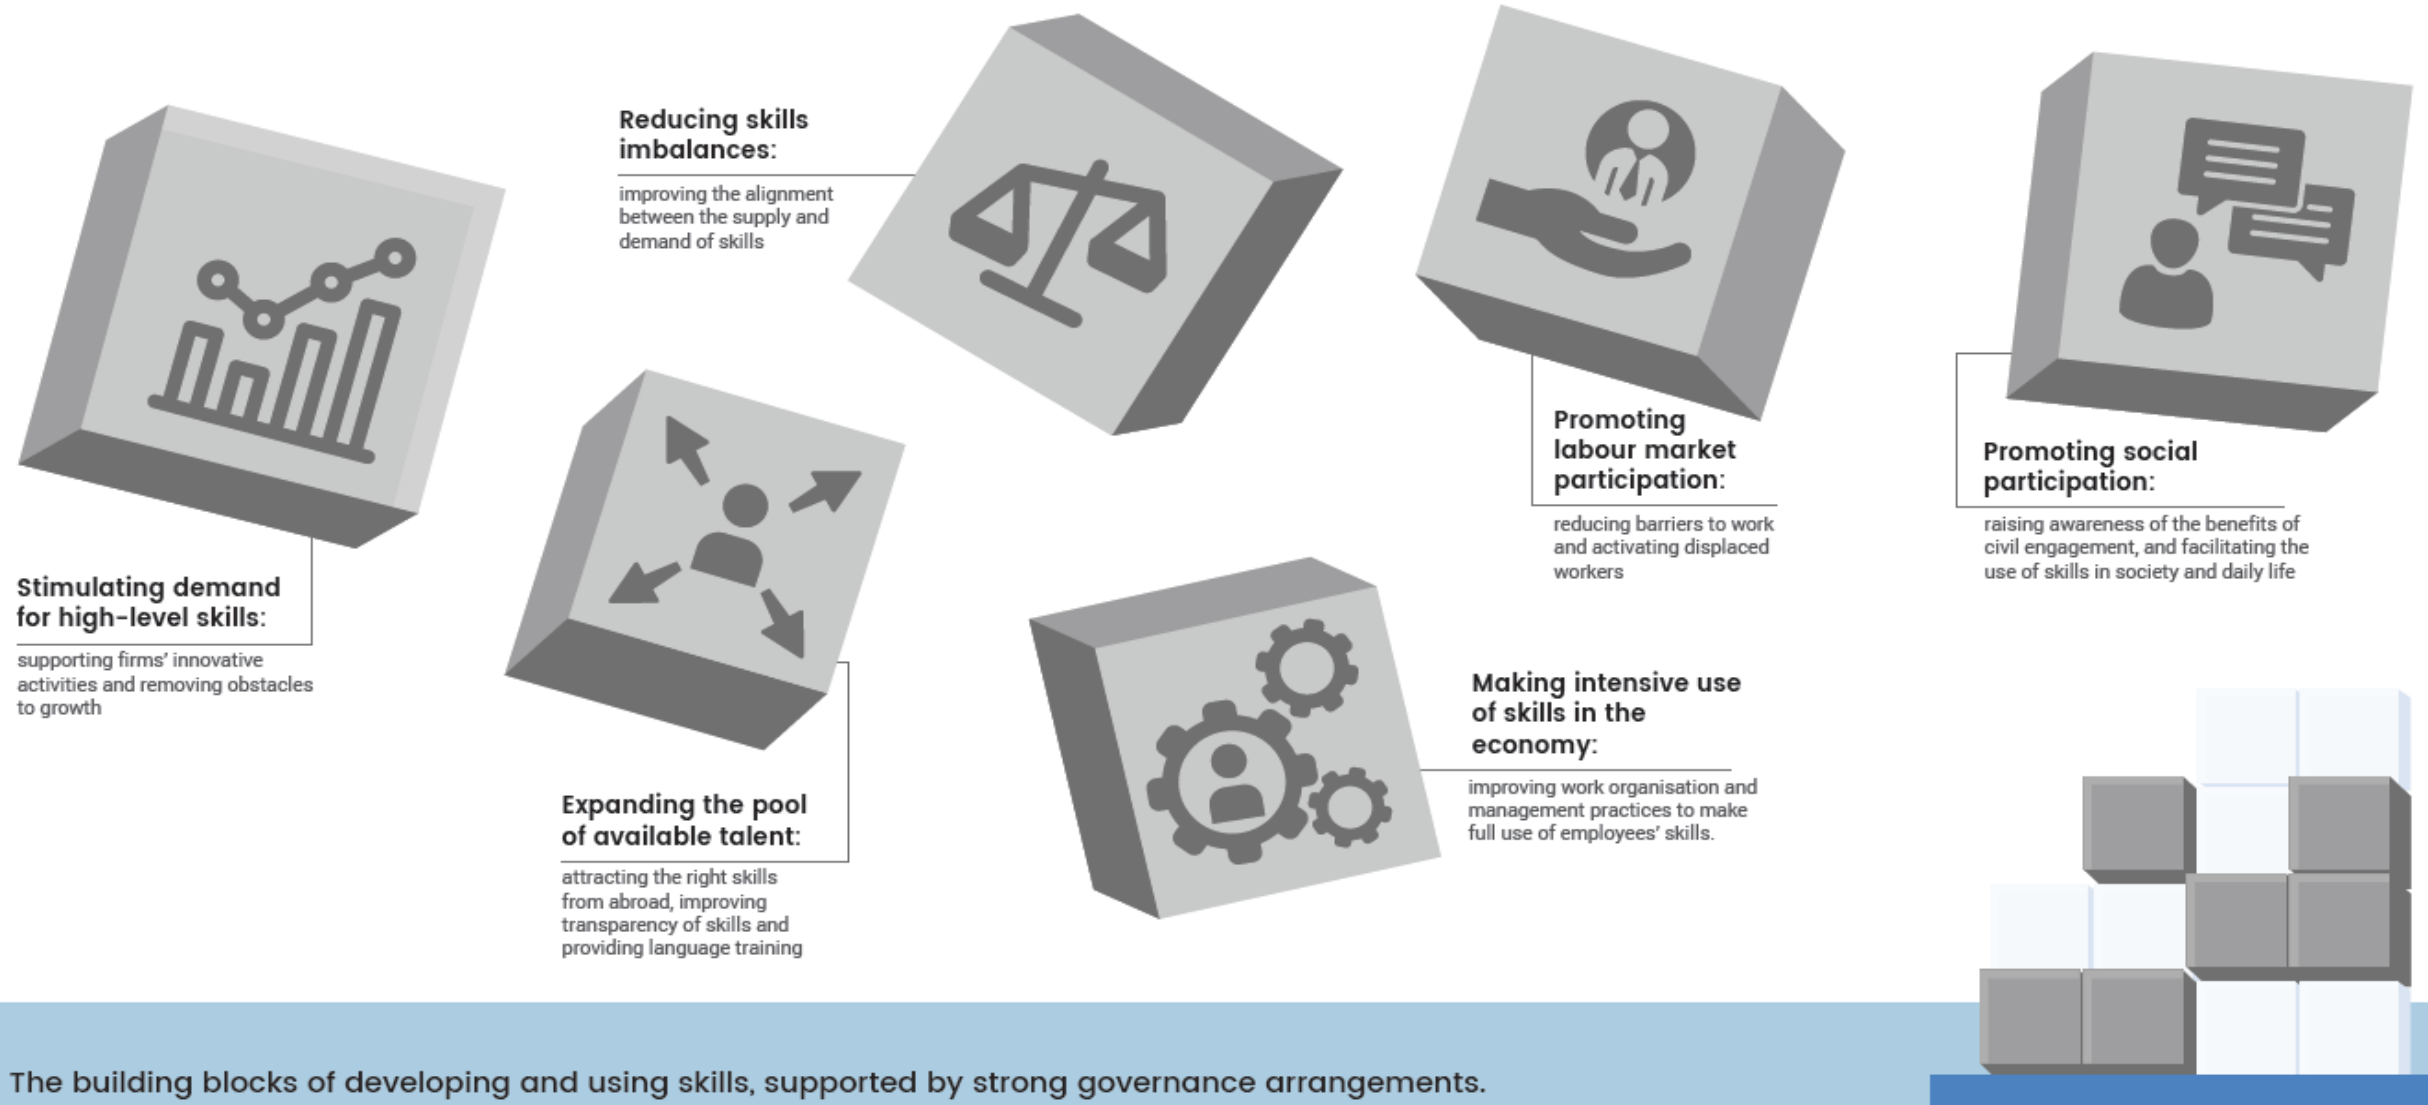 Stimulating demand
for high-level skills:
supporting firms’ innovative
activities and removing obstacles
to growth
Reducing skills
imbalances:
improving the alignment
between the supply and
demand of skills
Expanding the pool
of available talent:
attracting the right skills
from abroad, improving
transparency of skills and
providing language training
Promoting
labour market
participation:
reducing barriers to work
and activating displaced
workers
Making intensive use
of skills in the
economy:
improving work organisation and
management practices to make
full use of employees’ skills.
Promoting social
participation:
raising awareness of the benefits of
civil engagement, and facilitating the
use of skills in society and daily life
The building blocks of developing and using skills, supported by strong governance arrangements.